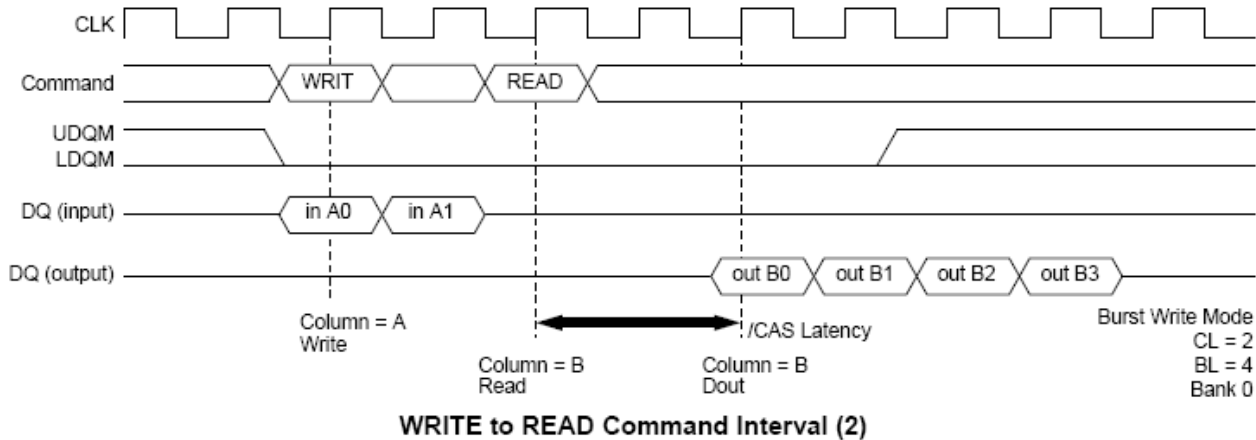 CLK
Command
WRIT
READ
UDQM
LDQM
DQ (input)
in A0
in A1
DQ (output)
out B0
out B1
out B2
out B3
Column = A
Write
/CAS Latency
Column = B
Read
Column = B
Dout
Burst Write Mode
CL = 2
BL = 4
Bank 0
WRITE to READ Command Interval (2)